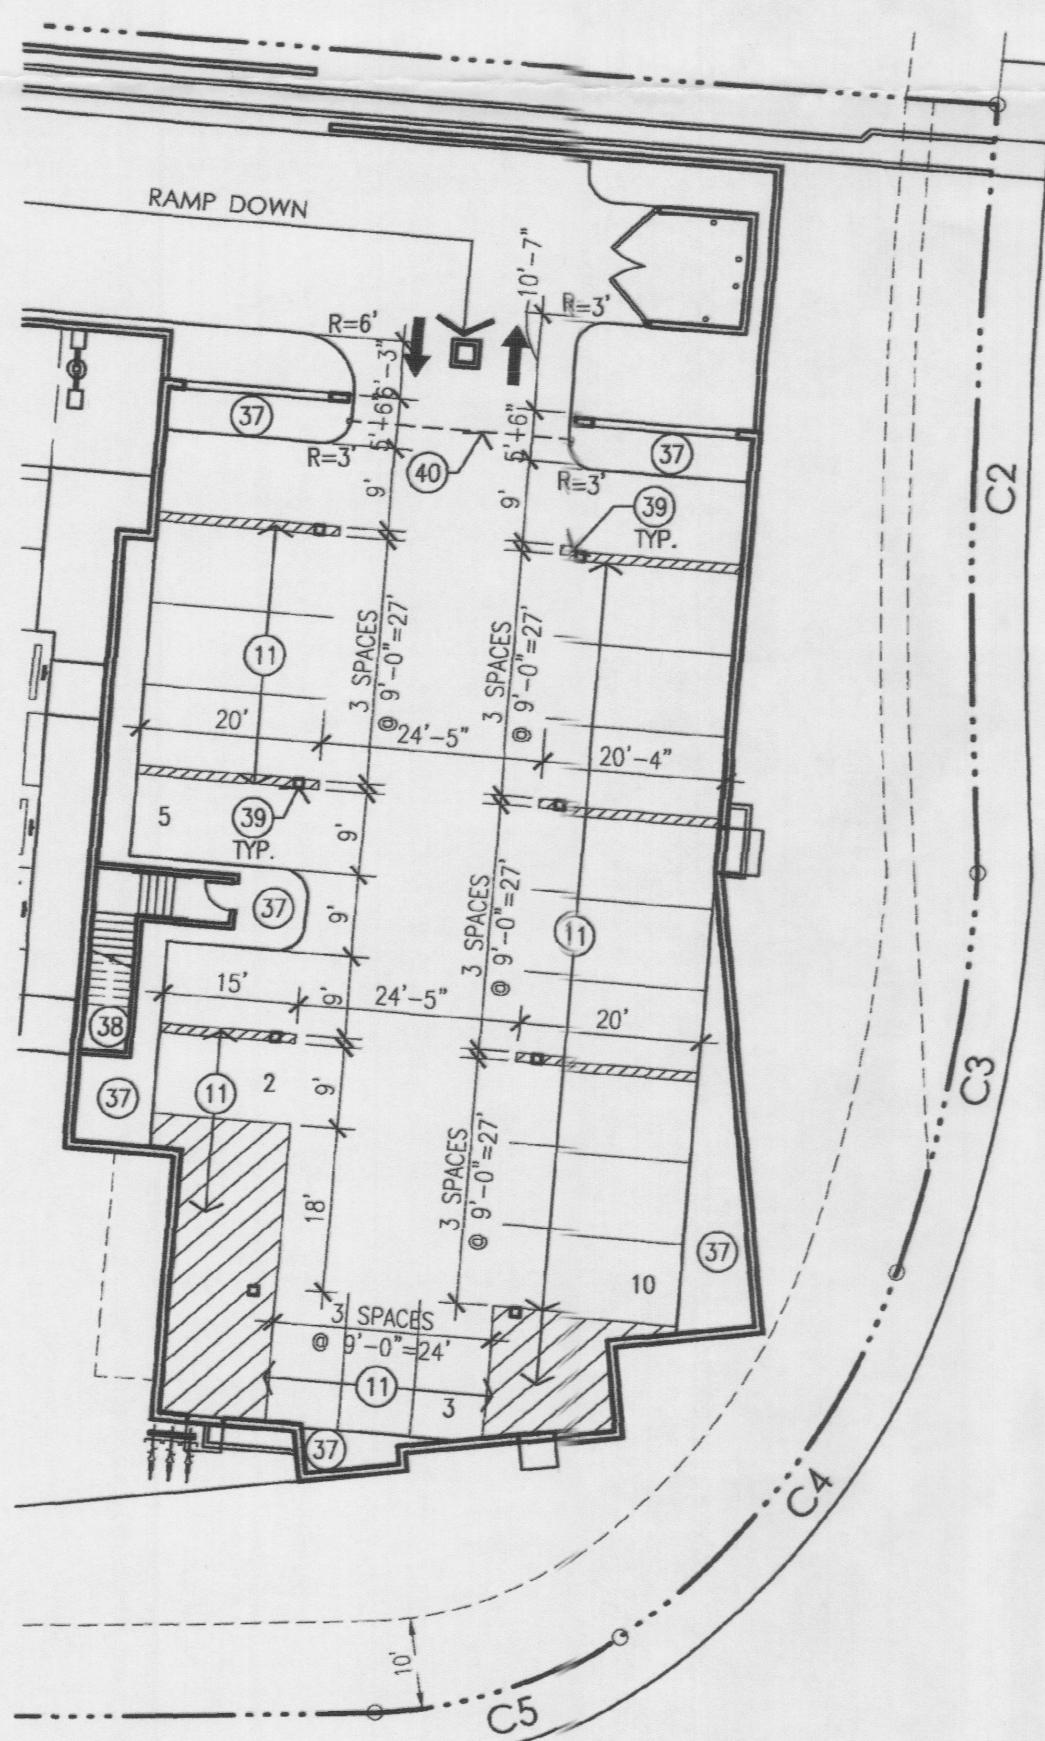 RAMP DOWN
10'-7"
R=3'
R=6'
6'-3"
5'+6"
5'+6"
37
37
R=3'
40
R=3'
9'
9'
39
TYP.
3 SPACES
@ 9'-0"=27'
3 SPACES
@ 9'-0"=27'
11
C2
20'
24'-5"
20'-4"
5
39
TYP.
9'
37
9'
3 SPACES
@ 9'-0"=27'
11
15'
9'
24'-5"
20'
38
37
11
2
9'
C3
3 SPACES
@ 9'-0"=27'
18'
37
10
3 SPACES
@ 9'-0"=24'
11
3
37
C4
10'
C5